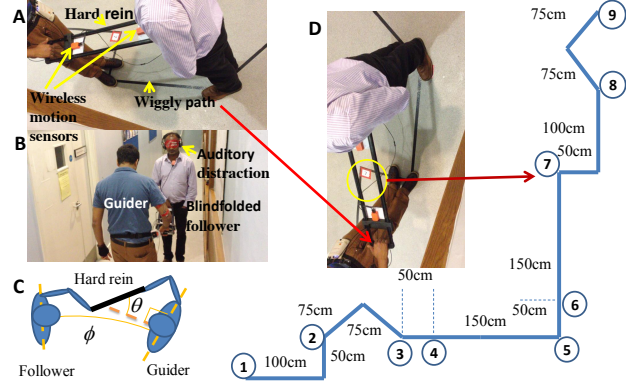 A
Hard rein
Wireless
motion
sensors
Wiggly path
B
Auditory
distraction
Guider
Blindfolded
follower
C
Hard rein
θ
ϕ
Follower
Guider
D
75cm
9
75cm
8
100cm
7
50cm
150cm
50cm
6
50cm
75cm
75cm
2
3
4
150cm
5
1
100cm
50cm